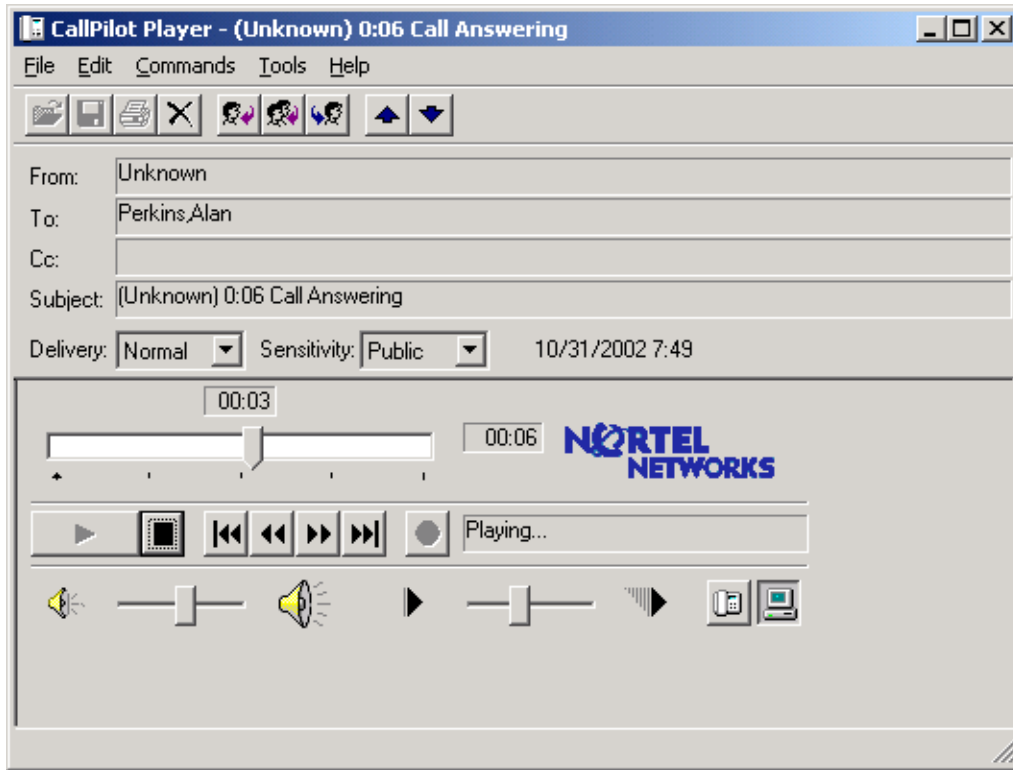 CallPilot Player - (Unknown) 0:06 Call Answering
File Edit Commands Tools Help
From: Unknown
To: Perkins,Alan
Cc:
Subject: (Unknown) 0:06 Call Answering
Delivery: Normal Sensitivity: Public 10/31/2002 7:49
00:03
00:06 NORTEL
NETWORKS
Playing...